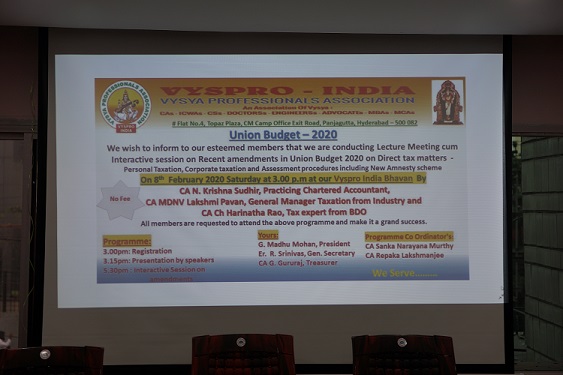 VYSPRO - INDIA
VYSYA PROFESSIONALS ASSOCIATION
An Association Of Vysya -
CAs - ICWAs - CSs - DOCTORSs - ENGINEERSs - ADVOCATEs - MBAs - MCAs
# Flat No.4, Topaz Plaza, CM Camp Office Exit Road, Panjagutta, Hyderabad - 500 082
Union Budget – 2020
We wish to inform to our esteemed members that we are conducting Lecture Meeting cum
Interactive session on Recent amendments in Union Budget 2020 on Direct tax matters -
Personal Taxation, Corporate taxation and Assessment procedures including New Amnesty scheme
On 8th February 2020 Saturday at 3.00 p.m at our Vyspro India Bhavan By
No Fee
CA N. Krishna Sudhir, Practicing Chartered Accountant,
CA MDNV Lakshmi Pavan, General Manager Taxation from Industry and
CA Ch Harinatha Rao, Tax expert from BDO
All members are requested to attend the above programme and make it a grand success.
Programme:
3.00pm: Registration
3.15pm: Presentation by speakers
5.30pm : Interactive Session on
Yours:
G. Madhu Mohan, President
Er. R. Srinivas, Gen. Secretary
CA G. Gururaj, Treasurer
Programme Co Ordinator's:
CA Sanka Narayana Murthy
CA Repaka Lakshmanjee
We Serve.........